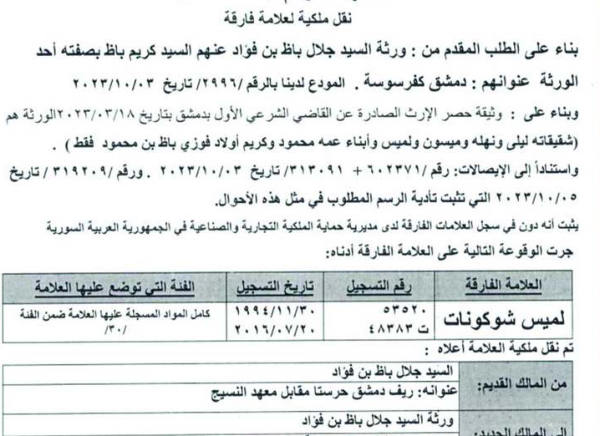 نقل ملكية لعلامة فارقة
بناء على الطلب المقدم من : ورثة السيد جلال باظ بن فؤاد عنهم السيد كريم باظ بصفته أحد
الورثة عنوانهم : دمشق كفرسوسة . المودع لدينا بالرقم /٢٩٩٦/ تاريخ ٢٠٢٣/١٠/٠٣
وبناء على : وثيقة حصر الإرث الصادرة عن القاضي الشرعي الأول بدمشق بتاريخ ٢٠٢٣/٠٣/١٨الورثة هم
(شقيقاته ليلى ونهله وميسون ولميس وأبناء عمه محمود وكريم أولاد فوزي باظ بن محمود فقط ) .
واستناداً إلى الإيصالات: رقم /٦٠٢٣٧١ + ٣١٣٠٩١/ تاريخ ٢٠٢٣/١٠/٠٣ . ورقم /٣١٩٢٠٩/ تاريخ
٢٠٢٣/١٠/٠٥ التي تثبت تأدية الرسم المطلوب في مثل هذه الأحوال.
يثبت أنه دون في سجل العلامات الفارقة لدى مديرية حماية الملكية التجارية والصناعية في الجمهورية العربية السورية
جرت الوقوعة التالية على العلامة الفارقة أدناه:
العلامة الفارقة رقم التسجيل تاريخ التسجيل الفئة التي توضع عليها العلامة
لميس شوكونات ٥٣٥٢٠ ١٩٩٤/١١/٣٠ كامل المواد المسجلة عليها العلامة ضمن الفئة
ت ٤٨٣٨٣ ٢٠١٦/٠٧/٢٠ /٣٠/
تم نقل ملكية العلامة أعلاه :
من المالك القديم: السيد جلال باظ بن فؤاد
عنوانه: ريف دمشق حرستا مقابل معهد النسيج
إلى المالك الجديد: ورثة السيد جلال باظ بن فؤاد